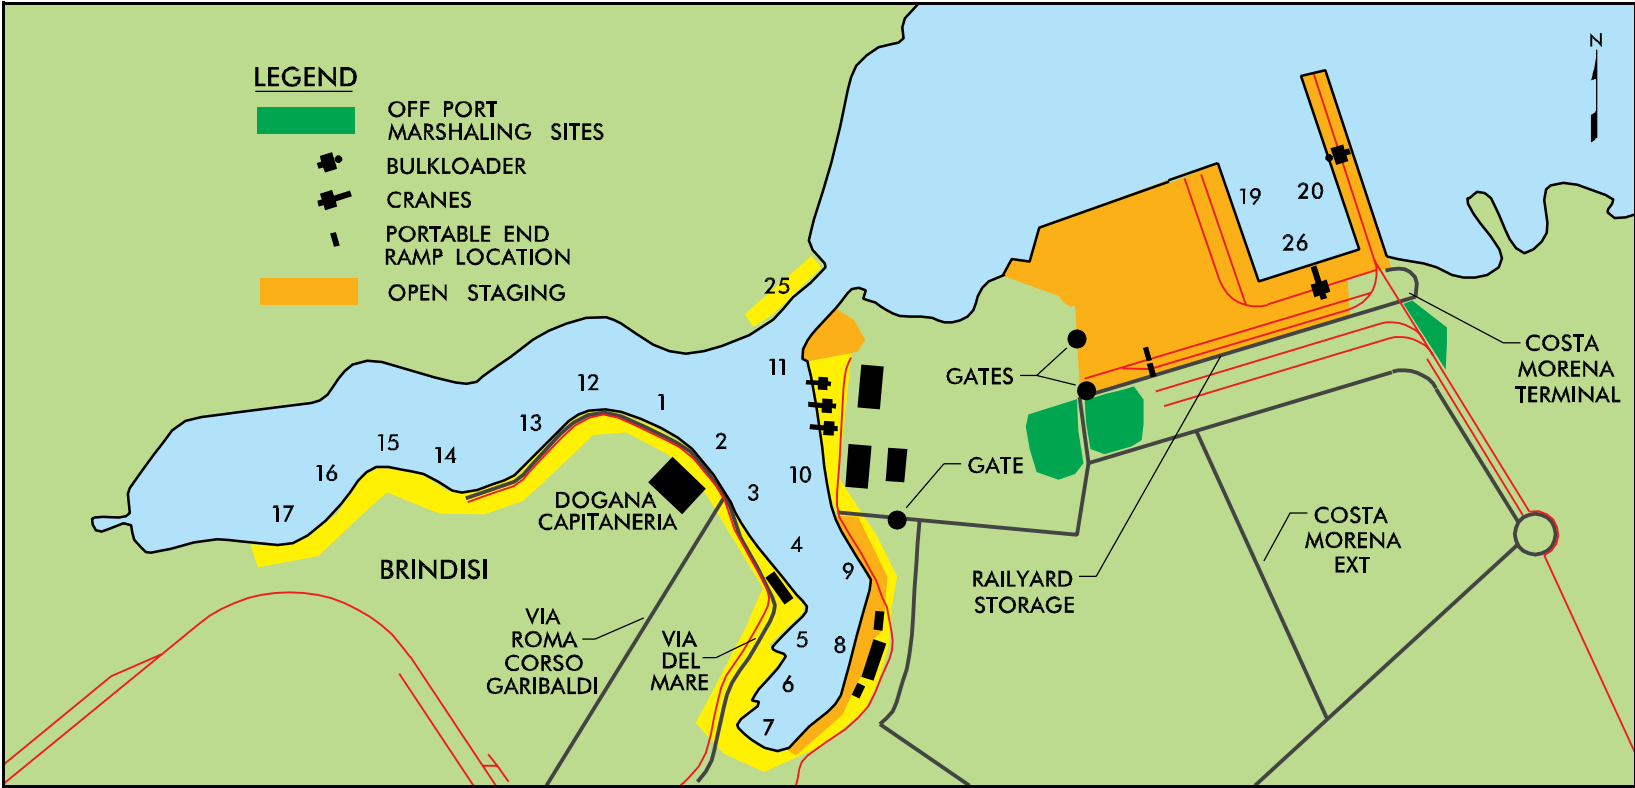 LEGEND
OFF PORT
MARSHALING SITES
BULKLOADER
CRANES
PORTABLE END
RAMP LOCATION
OPEN STAGING
N
19
20
26
25
11
12
1
13
2
15
14
16
17
3
10
4
9
5
8
6
7
GATES
GATE
COSTA
MORENA
TERMINAL
DOGANA
CAPITANERIA
BRINDISI
COSTA
MORENA
EXT
RAILYARD
STORAGE
VIA
ROMA
CORSO
GARIBALDI
VIA
DEL
MARE